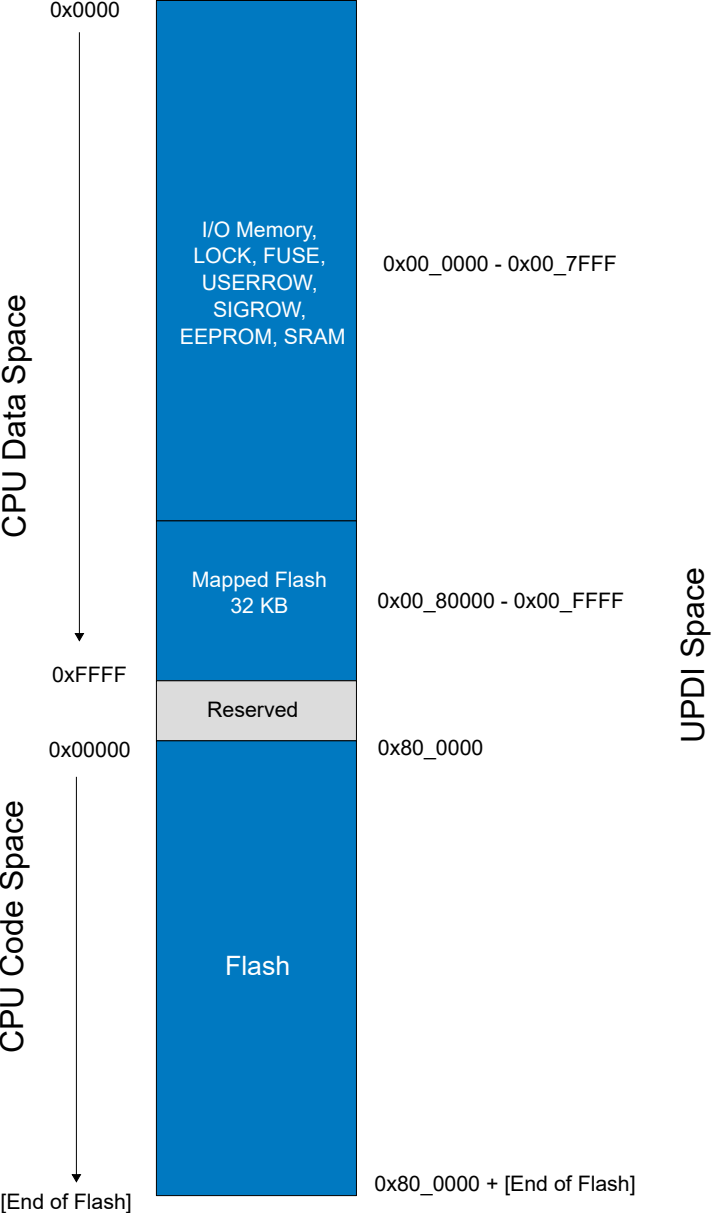 0x0000
CPU Data Space
I/O Memory,
LOCK, FUSE,
USERROW,
SIGROW,
EEPROM, SRAM
0x00_0000 - 0x00_7FFF
Mapped Flash
32 KB
0x00_80000 - 0x00_FFFF
0xFFFF
Reserved
UPDI Space
0x00000
0x80_0000
CPU Code Space
Flash
0x80_0000 + [End of Flash]
[End of Flash]